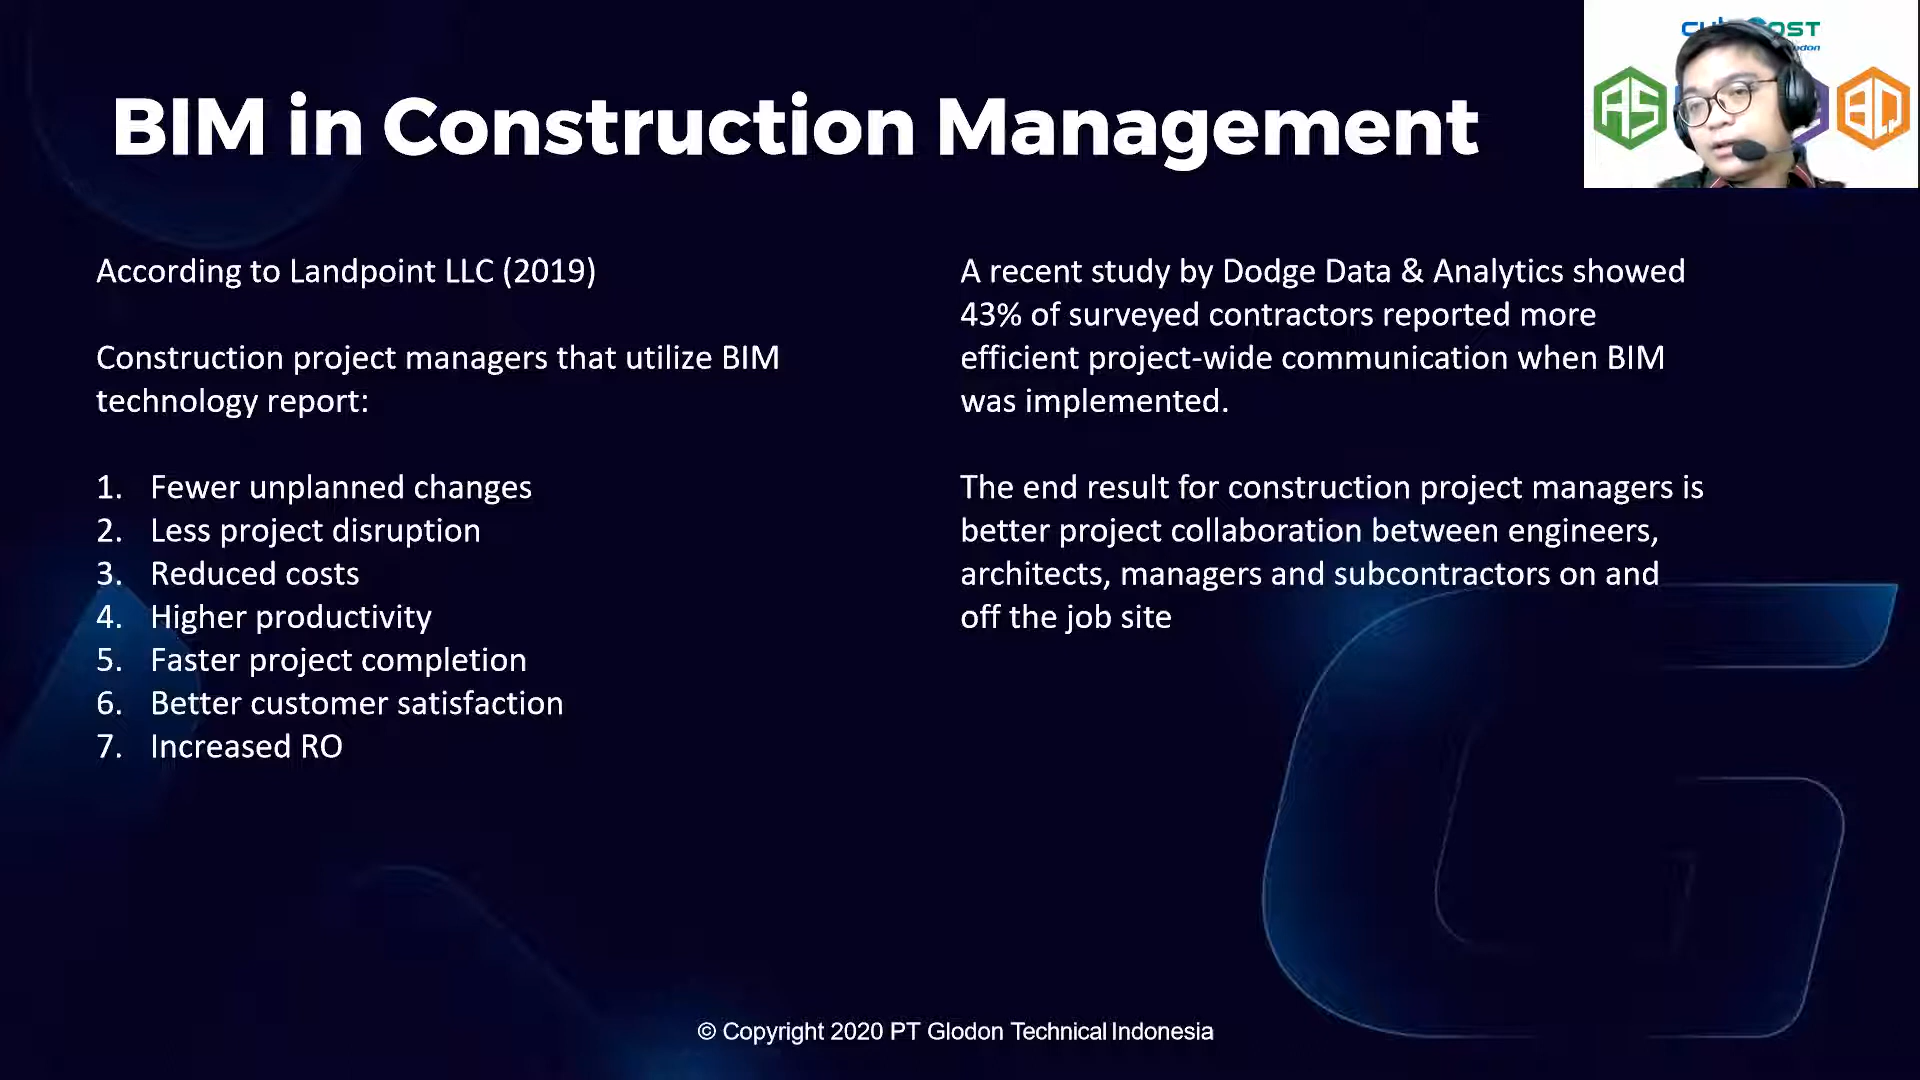 BIM in Construction Management
According to Landpoint LLC (2019)
Construction project managers that utilize BIM
technology report:
1. Fewer unplanned changes
2. Less project disruption
3. Reduced costs
4. Higher productivity
5. Faster project completion
6. Better customer satisfaction
7. Increased RO
A recent study by Dodge Data & Analytics showed
43% of surveyed contractors reported more
efficient project-wide communication when BIM
was implemented.
The end result for construction project managers is
better project collaboration between engineers,
architects, managers and subcontractors on and
off the job site
AS
BQ
© Copyright 2020 PT Glodon Technical Indonesia